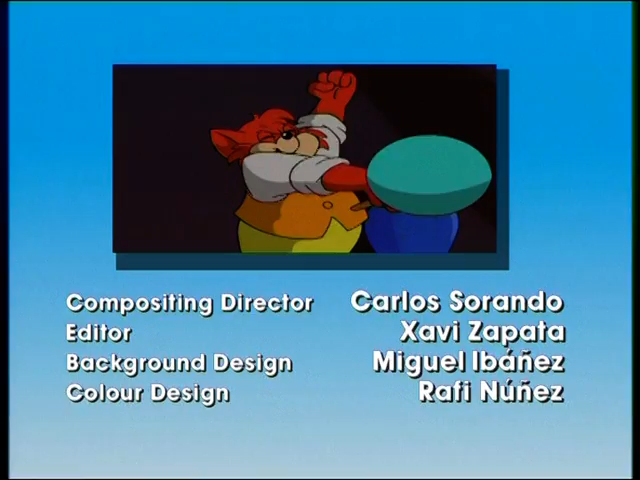 Compositing Director Carlos Sorando
Editor Xavi Zapata
Background Design Miguel Ibáñez
Colour Design Rafi Núñez